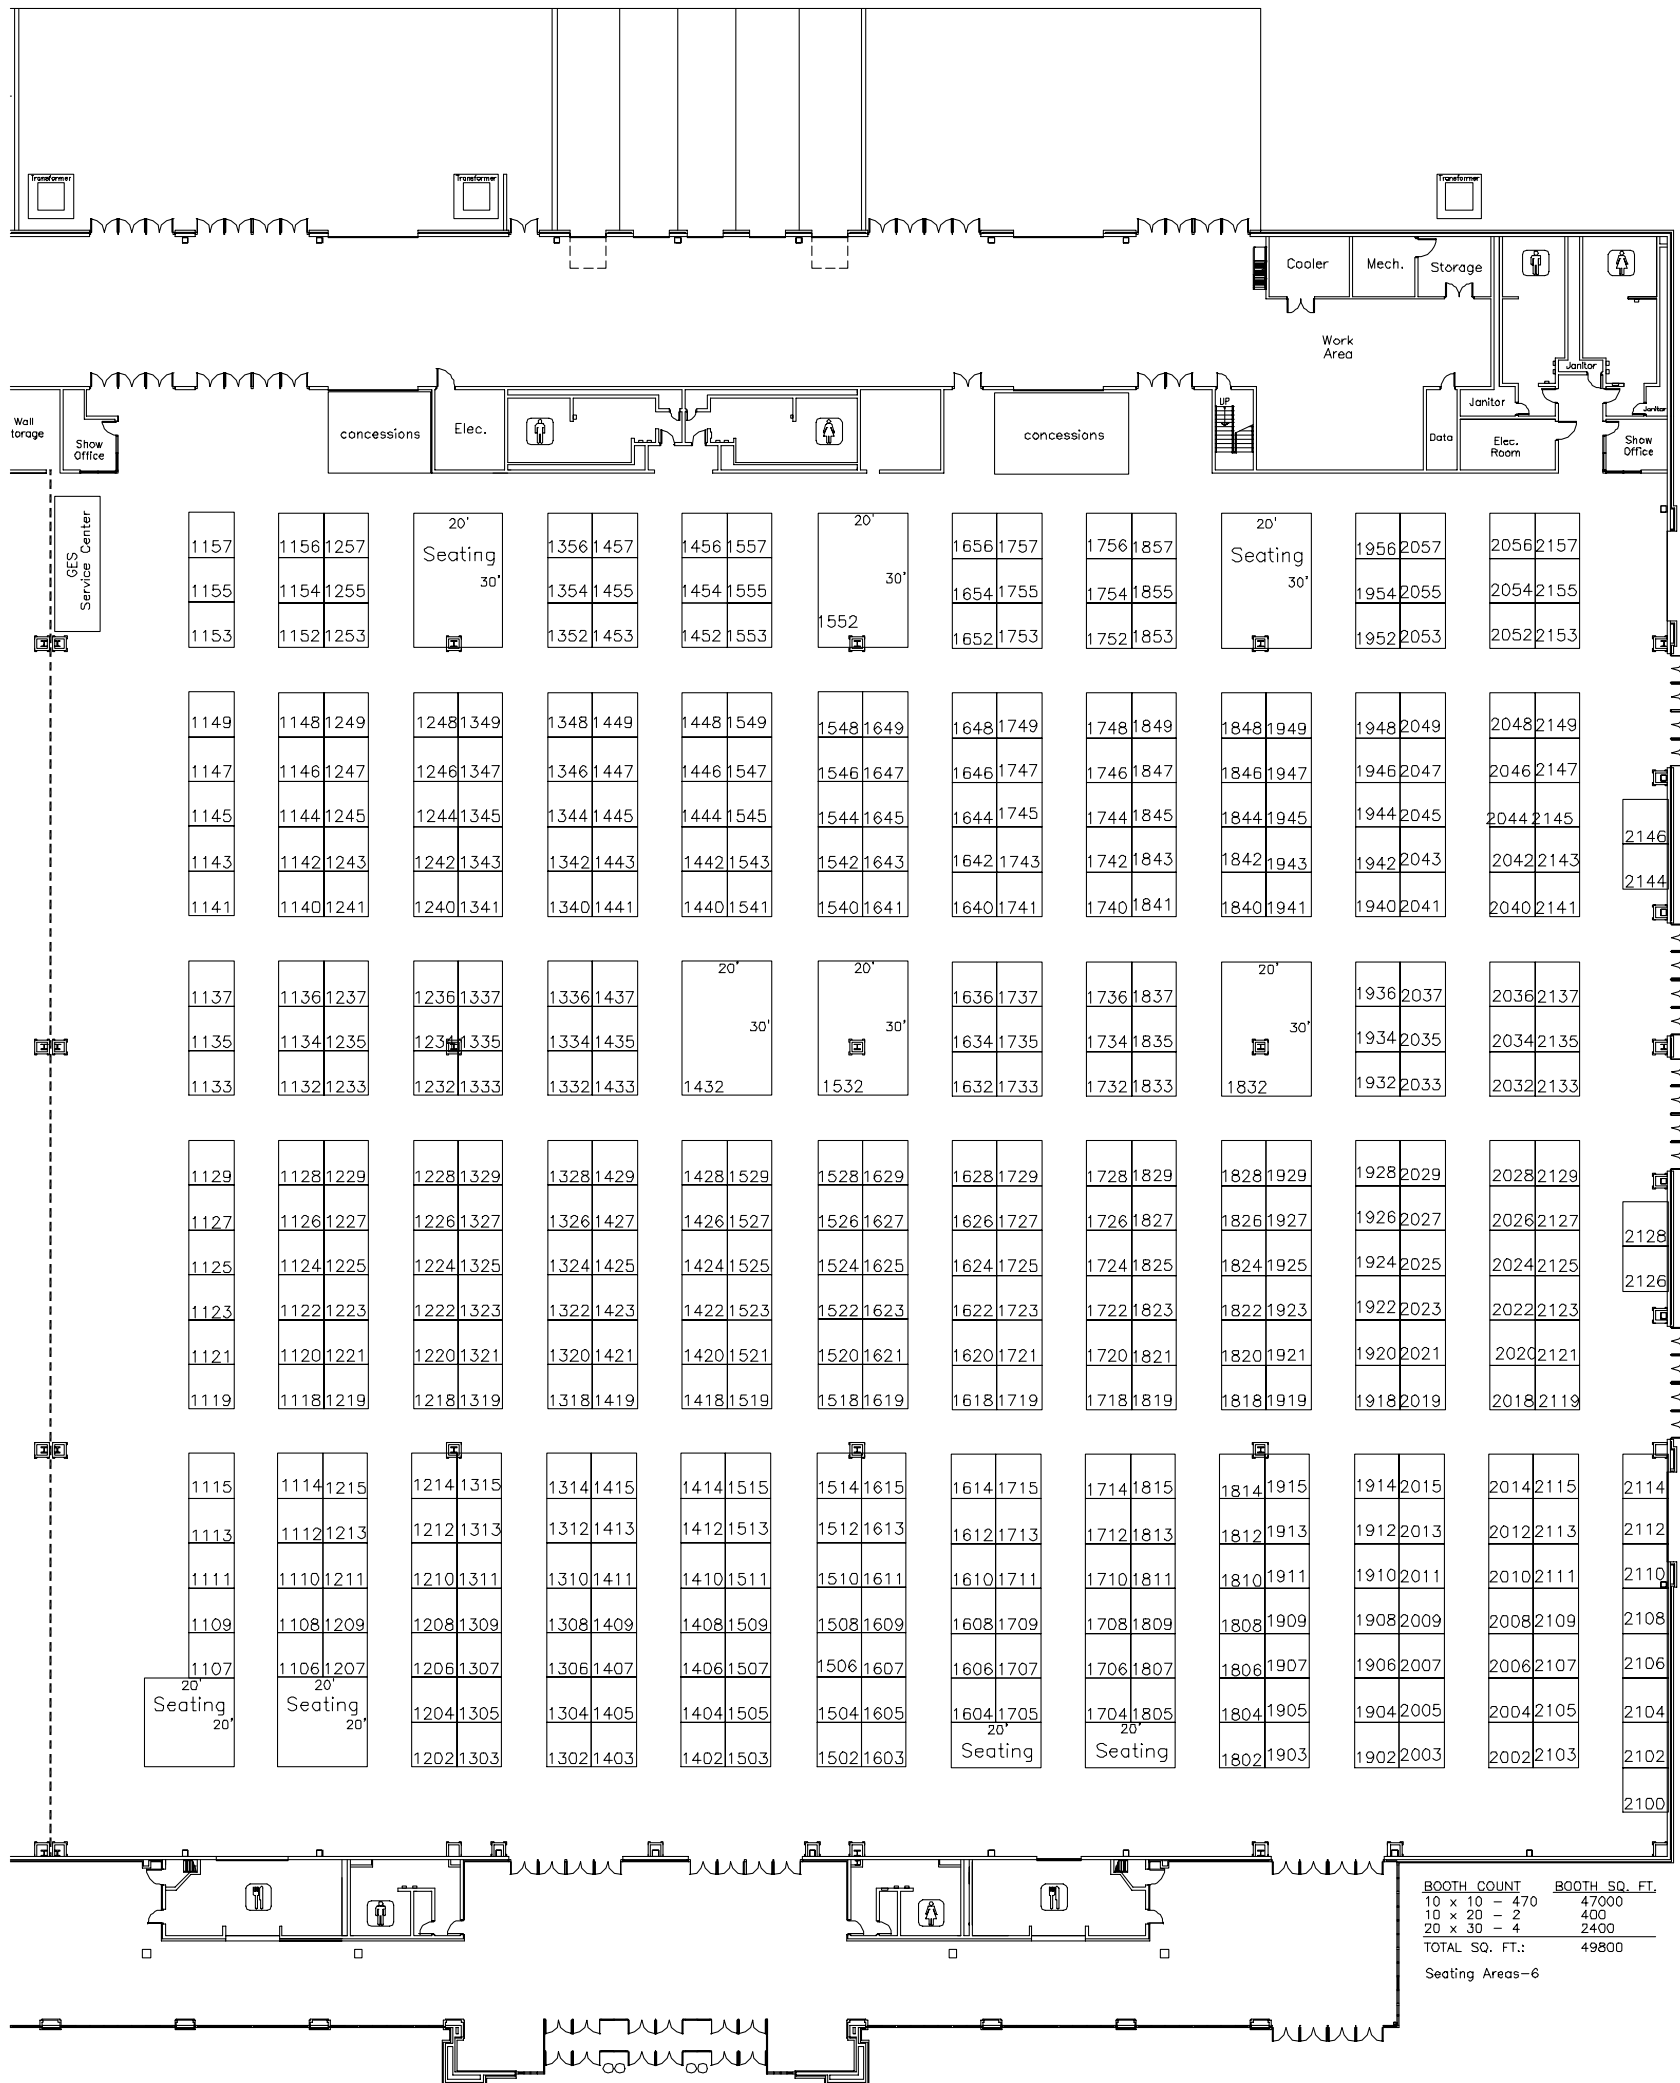 Transformer
Transformer
Transformer
Cooler
Mech.
Storage
Work
Area
Janitor
Wall
torage
Show
Office
concessions
Elec.
concessions
UP
Data
Janitor
Elec.
Room
Janitor
Show
Office
GES
Service Center
20' 20' 20'
1157 1156 1257 Seating 1356 1457 1456 1557 1656 1757 1756 1857 Seating 1956 2057 2056 2157
1155 1154 1255 30' 1354 1455 1454 1555 30' 1654 1755 1754 1855 30' 1954 2055 2054 2155
1153 1152 1253 1352 1453 1452 1553 1552 1652 1753 1752 1853 1952 2053 2052 2153
1149 1148 1249 1248 1349 1348 1449 1448 1549 1548 1649 1648 1749 1748 1849 1848 1949 1948 2049 2048 2149
1147 1146 1247 1246 1347 1346 1447 1446 1547 1546 1647 1646 1747 1746 1847 1846 1947 1946 2047 2046 2147
1145 1144 1245 1244 1345 1344 1445 1444 1545 1544 1645 1644 1745 1744 1845 1844 1945 1944 2045 2044 2145 2146
1143 1142 1243 1242 1343 1342 1443 1442 1543 1542 1643 1642 1743 1742 1843 1842 1943 1942 2043 2042 2143 2144
1141 1140 1241 1240 1341 1340 1441 1440 1541 1540 1641 1640 1741 1740 1841 1840 1941 1940 2041 2040 2141
20' 20' 20'
1137 1136 1237 1236 1337 1336 1437 1636 1737 1736 1837 1936 2037 2036 2137
1135 1134 1235 1234 1335 1334 1435 30' 30' 1634 1735 1734 1835 30' 1934 2035 2034 2135
1133 1132 1233 1232 1333 1332 1433 1432 1532 1632 1733 1732 1833 1832 1932 2033 2032 2133
1129 1128 1229 1228 1329 1328 1429 1428 1529 1528 1629 1628 1729 1728 1829 1828 1929 1928 2029 2028 2129
1127 1126 1227 1226 1327 1326 1427 1426 1527 1526 1627 1626 1727 1726 1827 1826 1927 1926 2027 2026 2127 2128
1125 1124 1225 1224 1325 1324 1425 1424 1525 1524 1625 1624 1725 1724 1825 1824 1925 1924 2025 2024 2125 2126
1123 1122 1223 1222 1323 1322 1423 1422 1523 1522 1623 1622 1723 1722 1823 1822 1923 1922 2023 2022 2123
1121 1120 1221 1220 1321 1320 1421 1420 1521 1520 1621 1620 1721 1720 1821 1820 1921 1920 2021 2020 2121
1119 1118 1219 1218 1319 1318 1419 1418 1519 1518 1619 1618 1719 1718 1819 1818 1919 1918 2019 2018 2119
1115 1114 1215 1214 1315 1314 1415 1414 1515 1514 1615 1614 1715 1714 1815 1814 1915 1914 2015 2014 2115 2114
1113 1112 1213 1212 1313 1312 1413 1412 1513 1512 1613 1612 1713 1712 1813 1812 1913 1912 2013 2012 2113 2112
1111 1110 1211 1210 1311 1310 1411 1410 1511 1510 1611 1610 1711 1710 1811 1810 1911 1910 2011 2010 2111 2110
1109 1108 1209 1208 1309 1308 1409 1408 1509 1508 1609 1608 1709 1708 1809 1808 1909 1908 2009 2008 2109 2108
1107 1106 1207 1206 1307 1306 1407 1406 1507 1506 1607 1606 1707 1706 1807 1806 1907 1906 2007 2006 2107 2106
20' 20'
Seating Seating 1204 1305 1304 1405 1404 1505 1504 1605 1604 1705 1704 1805 1804 1905 1904 2005 2004 2105 2104
20' 20' 20' 20'
1202 1303 1302 1403 1402 1503 1502 1603 Seating Seating 1802 1903 1902 2003 2002 2103 2102
2100
BOOTH COUNT BOOTH SQ. FT.
10 x 10 - 470 47000
10 x 20 - 2 400
20 x 30 - 4 2400
TOTAL SQ. FT.: 49800
Seating Areas-6